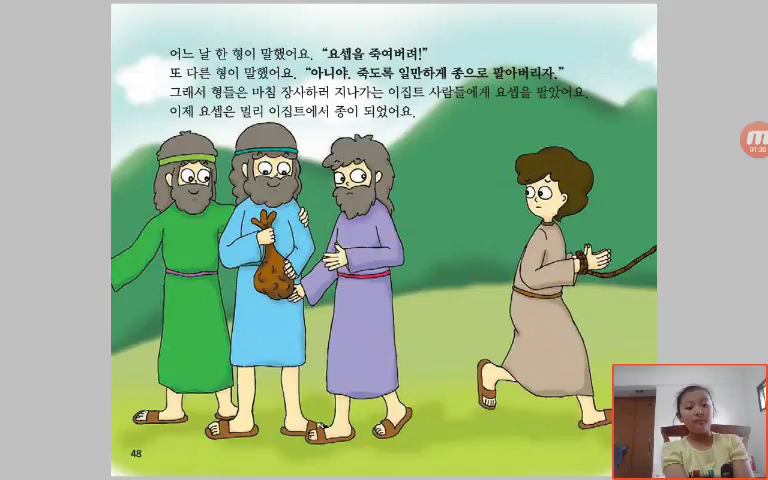 어느 날 한 형이 말했어요. “요셉을 죽여버려!”
또 다른 형이 말했어요. “아니야. 죽도록 일만하게 종으로 팔아버리자.”
그래서 형들은 마침 장사하러 지나가는 이집트 사람들에게 요셉을 팔았어요.
이제 요셉은 멀리 이집트에서 종이 되었어요.
01:30
48